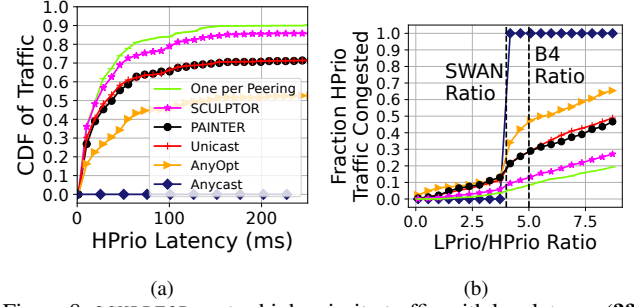 CDF of Traffic
1.0
0.9
0.8
0.7
0.6
0.5
0.4
0.3
0.2
0.1
0.0
One per Peering
SCULPTOR
PAINTER
Unicast
AnyOpt
Anycast
0 100 200
HPrio Latency (ms)
(a)
Fraction HPrio
Traffic Congested
1.0
0.9
0.8
0.7
0.6
0.5
0.4
0.3
0.2
0.1
0.0
SWAN
Ratio
B4
Ratio
0.0 2.5 5.0 7.5
LPrio/HPrio Ratio
(b)